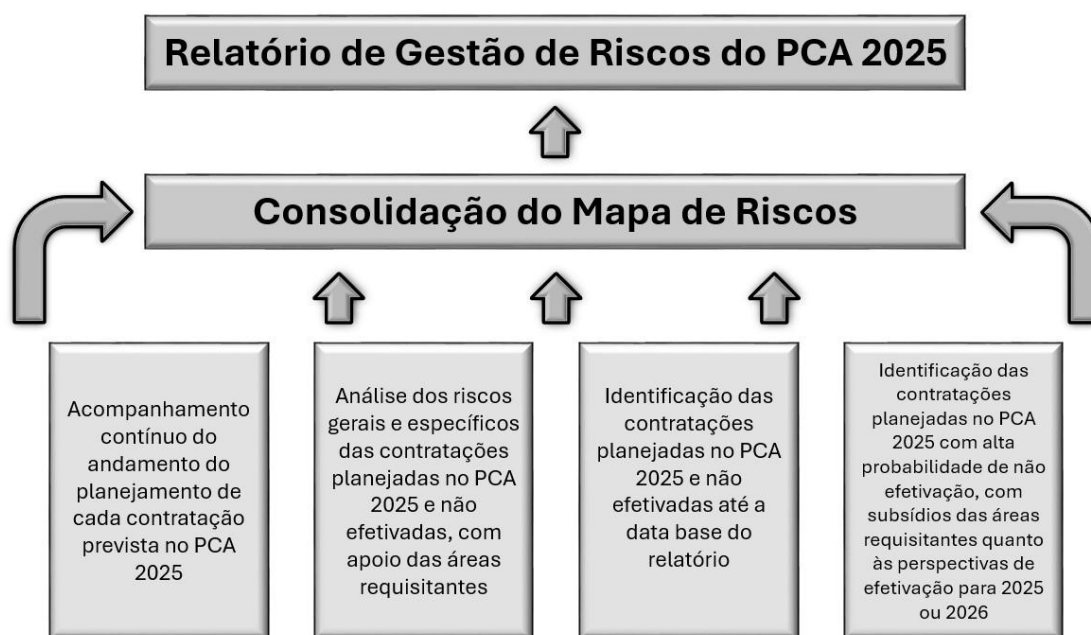 Relatório de Gestão de Riscos do PCA 2025
Consolidação do Mapa de Riscos
Acompanhamento
contínuo do
andamento do
planejamento de
cada contratação
prevista no PCA
2025
Análise dos riscos
gerais e específicos
das contratações
planejadas no PCA
2025 e não
efetivadas, com
apoio das áreas
requisitantes
Identificação das
contratações
planejadas no PCA
2025 e não
efetivadas até a
data base do
relatório
Identificação das
contratações
planejadas no PCA
2025 com alta
probabilidade de não
efetivação, com
subsídios das áreas
requisitantes quanto
às perspectivas de
efetivação para 2025
ou 2026